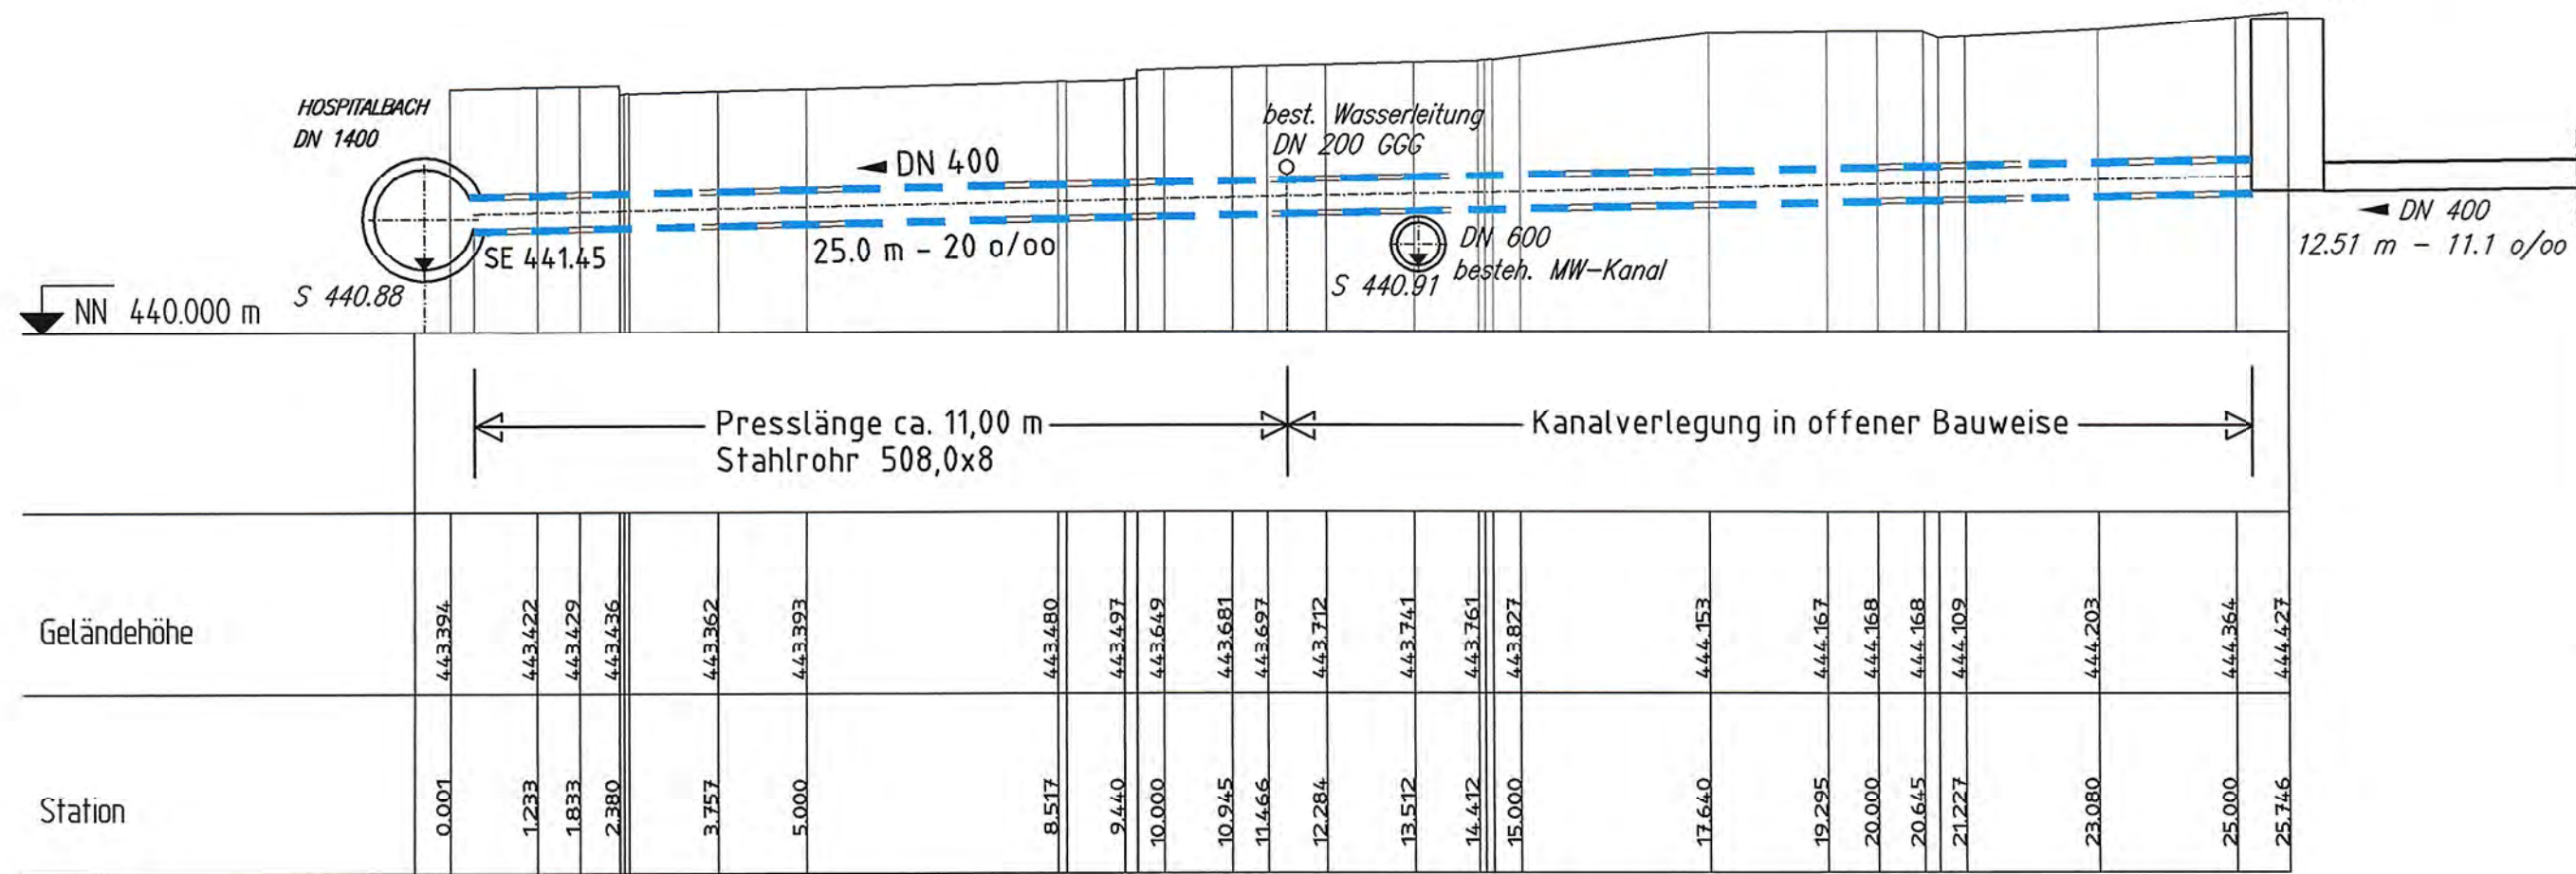 HOSPITALBACH
DN 1400
◄ DN 400
best. Wasserleitung
DN 200 GGG
SE 441.45
25.0 m – 20 o/oo
DN 600
besteh. MW–Kanal
S 440.91
◄ DN 400
12.51 m – 11.1 o/oo
S 440.88
NN 440.000 m
Presslänge ca. 11,00 m
Stahlrohr 508,0x8
Kanalverlegung in offener Bauweise
Geländehöhe
443.394
443.422
443.429
443.436
443.362
443.393
443.480
443.497
443.649
443.681
443.697
443.712
443.741
443.761
443.827
444.153
444.167
444.168
444.168
444.109
444.203
444.364
444.427
Station
0.001
1.233
1.833
2.380
3.757
5.000
8.517
9.440
10.000
10.945
11.466
12.284
13.512
14.412
15.000
17.640
19.295
20.000
20.645
21.227
23.080
25.000
25.746